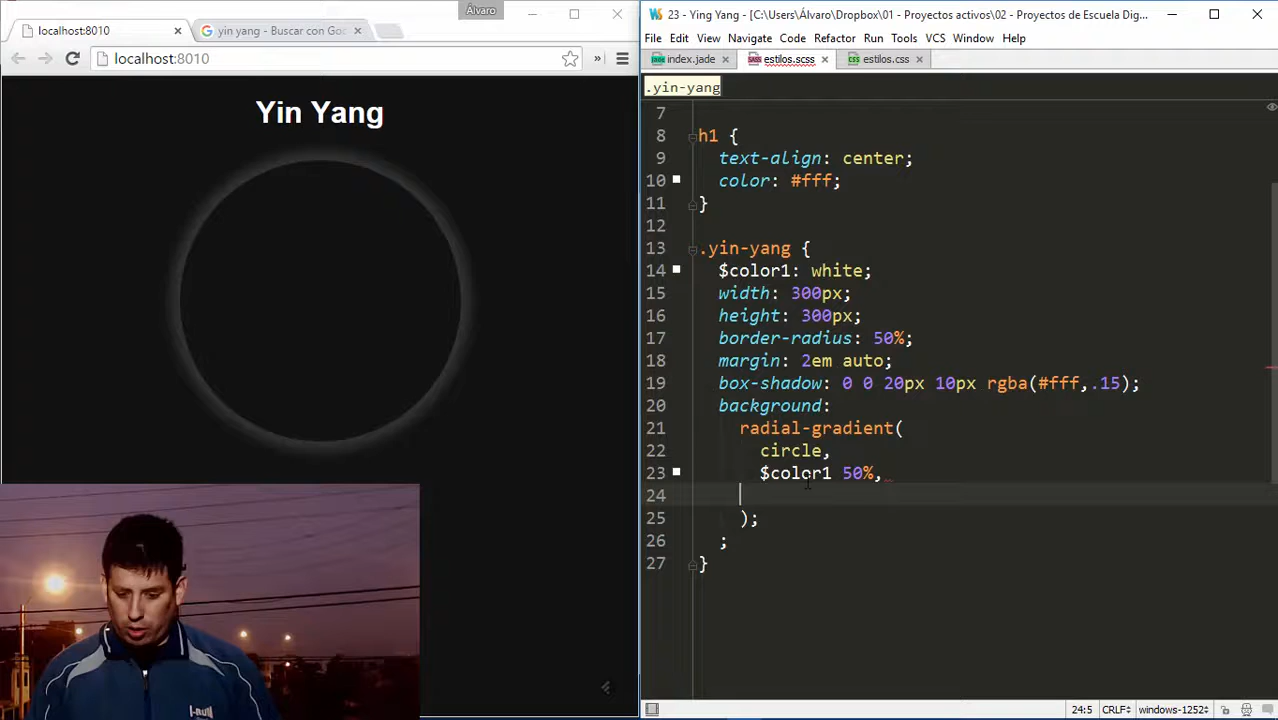 Álvaro
localhost:8010
yin yang - Buscar con Goo
localhost:8010
Yin Yang
I-RUN
23 - Ying Yang - [C:\Users\Álvaro\Dropbox\01 - Proyectos activos\02 - Proyectos de Escuela Dig...
File Edit View Navigate Code Refactor Run Tools VCS Window Help
index.jade
estilos.scss
estilos.css
.yin-yang
7
8 h1 {
9 text-align: center;
10 color: #fff;
11 }
12
13 .yin-yang {
14 $color1: white;
15 width: 300px;
16 height: 300px;
17 border-radius: 50%;
18 margin: 2em auto;
19 box-shadow: 0 0 20px 10px rgba(#fff,.15);
20 background:
21 radial-gradient(
22 circle,
23 $color1 50%,
24
25 );
26 ;
27 }
24:5 CRLF÷ windows-1252÷